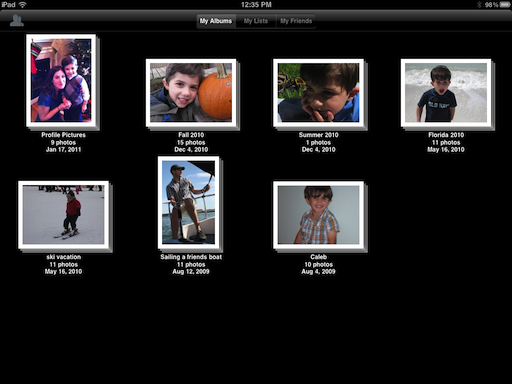 iPad 12:35 PM 98%
My Albums My Lists My Friends
Profile Pictures
9 photos
Jan 17, 2011
Fall 2010
15 photos
Dec 4, 2010
Summer 2010
1 photos
Dec 4, 2010
Florida 2010
11 photos
May 16, 2010
ski vacation
11 photos
May 16, 2010
Sailing a friends boat
11 photos
Aug 12, 2009
Caleb
10 photos
Aug 4, 2009